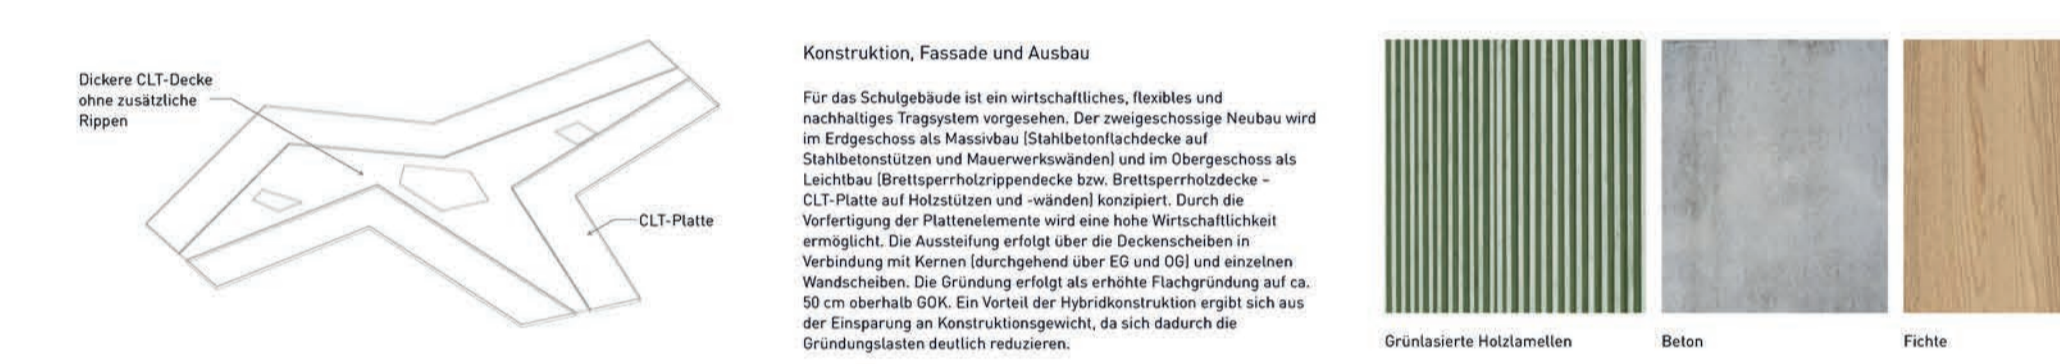 Dickere CLT-Decke
ohne zusätzliche
Rippen
CLT-Platte
Konstruktion, Fassade und Ausbau
Für das Schulgebäude ist ein wirtschaftliches, flexibles und
nachhaltiges Tragsystem vorgesehen. Der zweigeschossige Neubau wird
im Erdgeschoss als Massivbau (Stahlbetonflachdecke auf
Stahlbetonstützen und Mauerwerkswänden) und im Obergeschoss als
Leichtbau (Brettsperrholzrippendecke bzw. Brettsperrholzdecke –
CLT-Platte auf Holzstützen und -wänden) konzipiert. Durch die
Vorfertigung der Plattenelemente wird eine hohe Wirtschaftlichkeit
ermöglicht. Die Aussteifung erfolgt über die Deckenscheiben in
Verbindung mit Kernen (durchgehend über EG und OG) und einzelnen
Wandscheiben. Die Gründung erfolgt als erhöhte Flachgründung auf ca.
50 cm oberhalb GOK. Ein Vorteil der Hybridkonstruktion ergibt sich aus
der Einsparung an Konstruktionsgewicht, da sich dadurch die
Gründungslasten deutlich reduzieren.
Grünlasierte Holzlamellen
Beton
Fichte